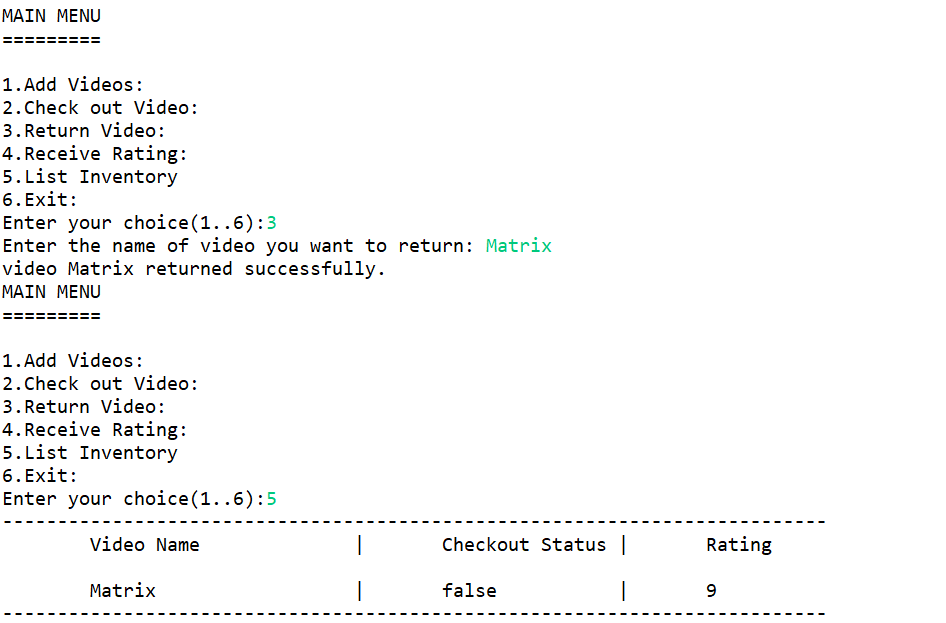 MAIN MENU
=========
1.Add Videos:
2.Check out Video:
3.Return Video:
4.Receive Rating:
5.List Inventory
6.Exit:
Enter your choice(1..6):3
Enter the name of video you want to return: Matrix
video Matrix returned successfully.
MAIN MENU
=========
1.Add Videos:
2.Check out Video:
3.Return Video:
4.Receive Rating:
5.List Inventory
6.Exit:
Enter your choice(1..6):5
---------------------------------------------------------------------------
Video Name | Checkout Status | Rating
Matrix | false | 9
---------------------------------------------------------------------------